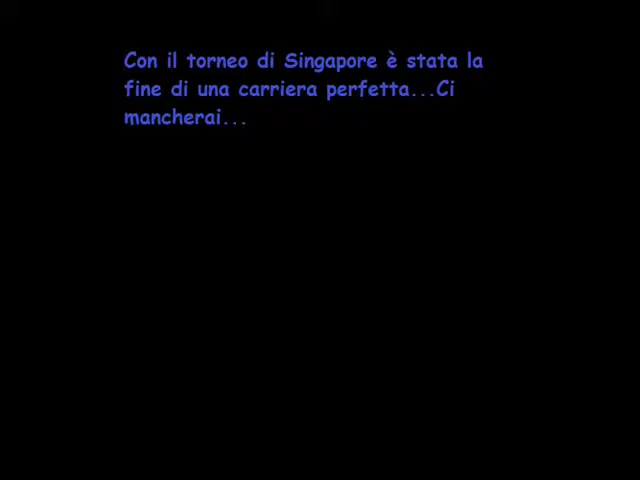 Con il torneo di Singapore è stata la
fine di una carriera perfetta...Ci
mancherai...